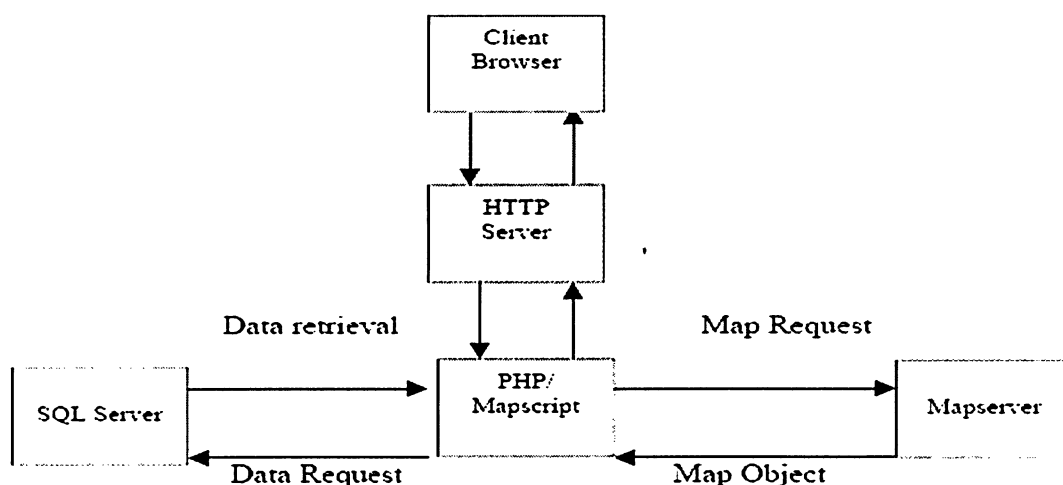 Client
Browser
HTTP
Server
Data retrieval
Map Request
PHP/
Mapscript
SQL Server
Mapserver
Data Request
Map Object